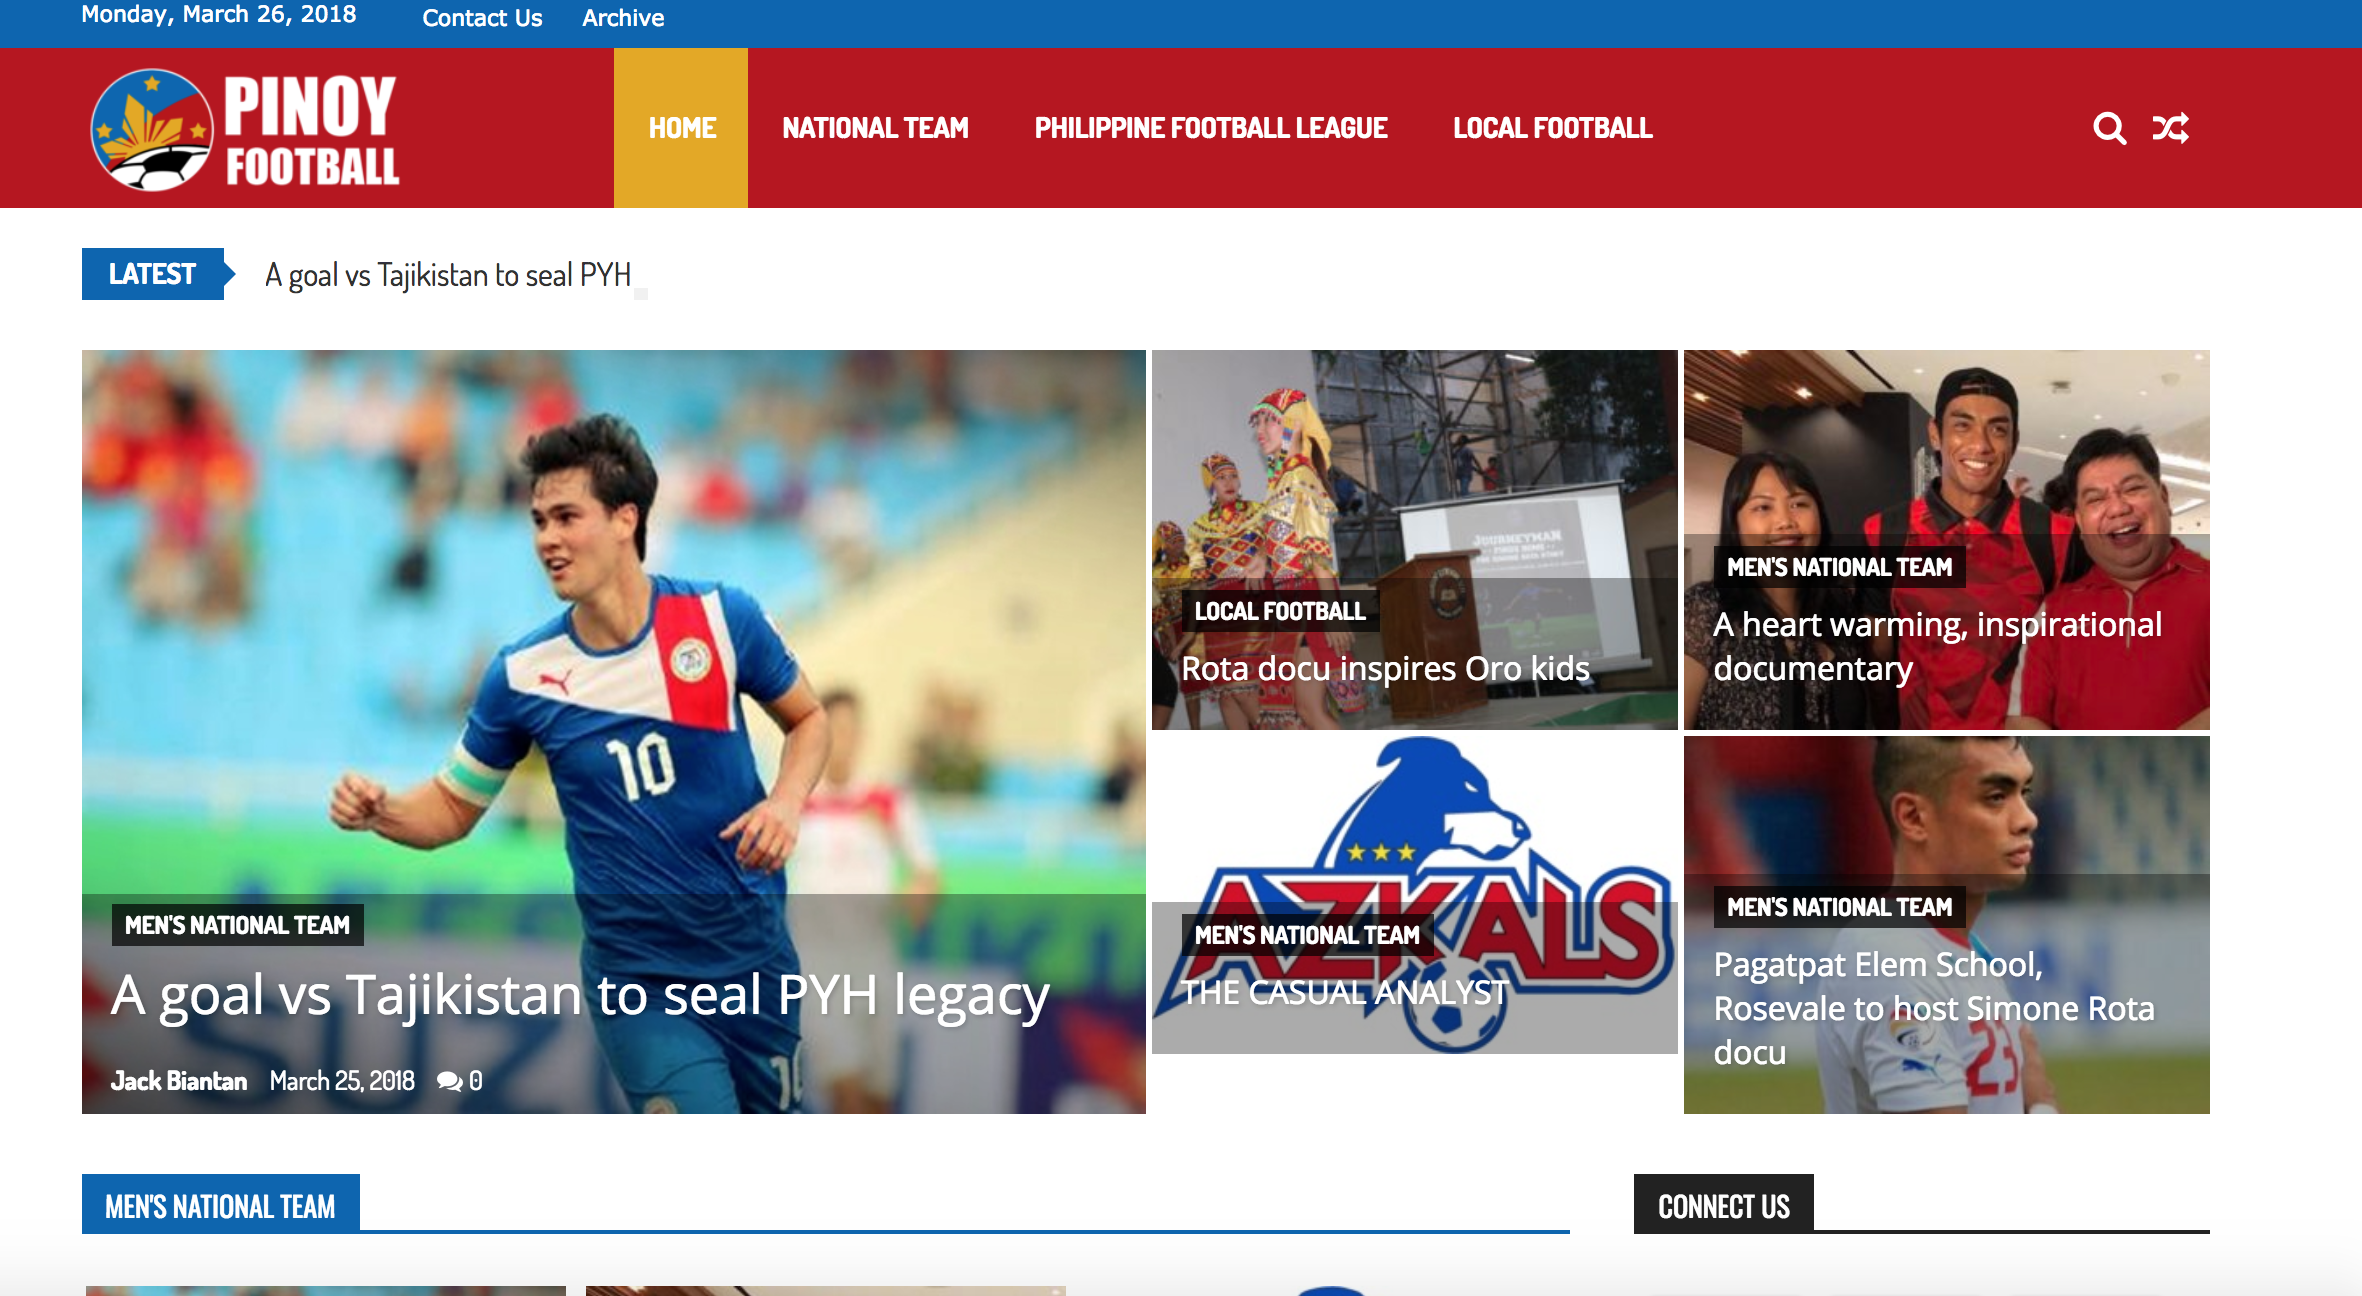 Monday, March 26, 2018
Contact Us
Archive
PINOY
FOOTBALL
HOME
NATIONAL TEAM
PHILIPPINE FOOTBALL LEAGUE
LOCAL FOOTBALL
LATEST
A goal vs Tajikistan to seal PYH
10
MEN'S NATIONAL TEAM
A goal vs Tajikistan to seal PYH legacy
Jack Biantan
March 25, 2018
0
JOURNEYMAN
LOCAL FOOTBALL
Rota docu inspires Oro kids
MEN'S NATIONAL TEAM
A heart warming, inspirational
documentary
AZKALS
MEN'S NATIONAL TEAM
THE CASUAL ANALYST
MEN'S NATIONAL TEAM
Pagatpat Elem School,
Rosevale to host Simone Rota
docu
23
MEN'S NATIONAL TEAM
CONNECT US